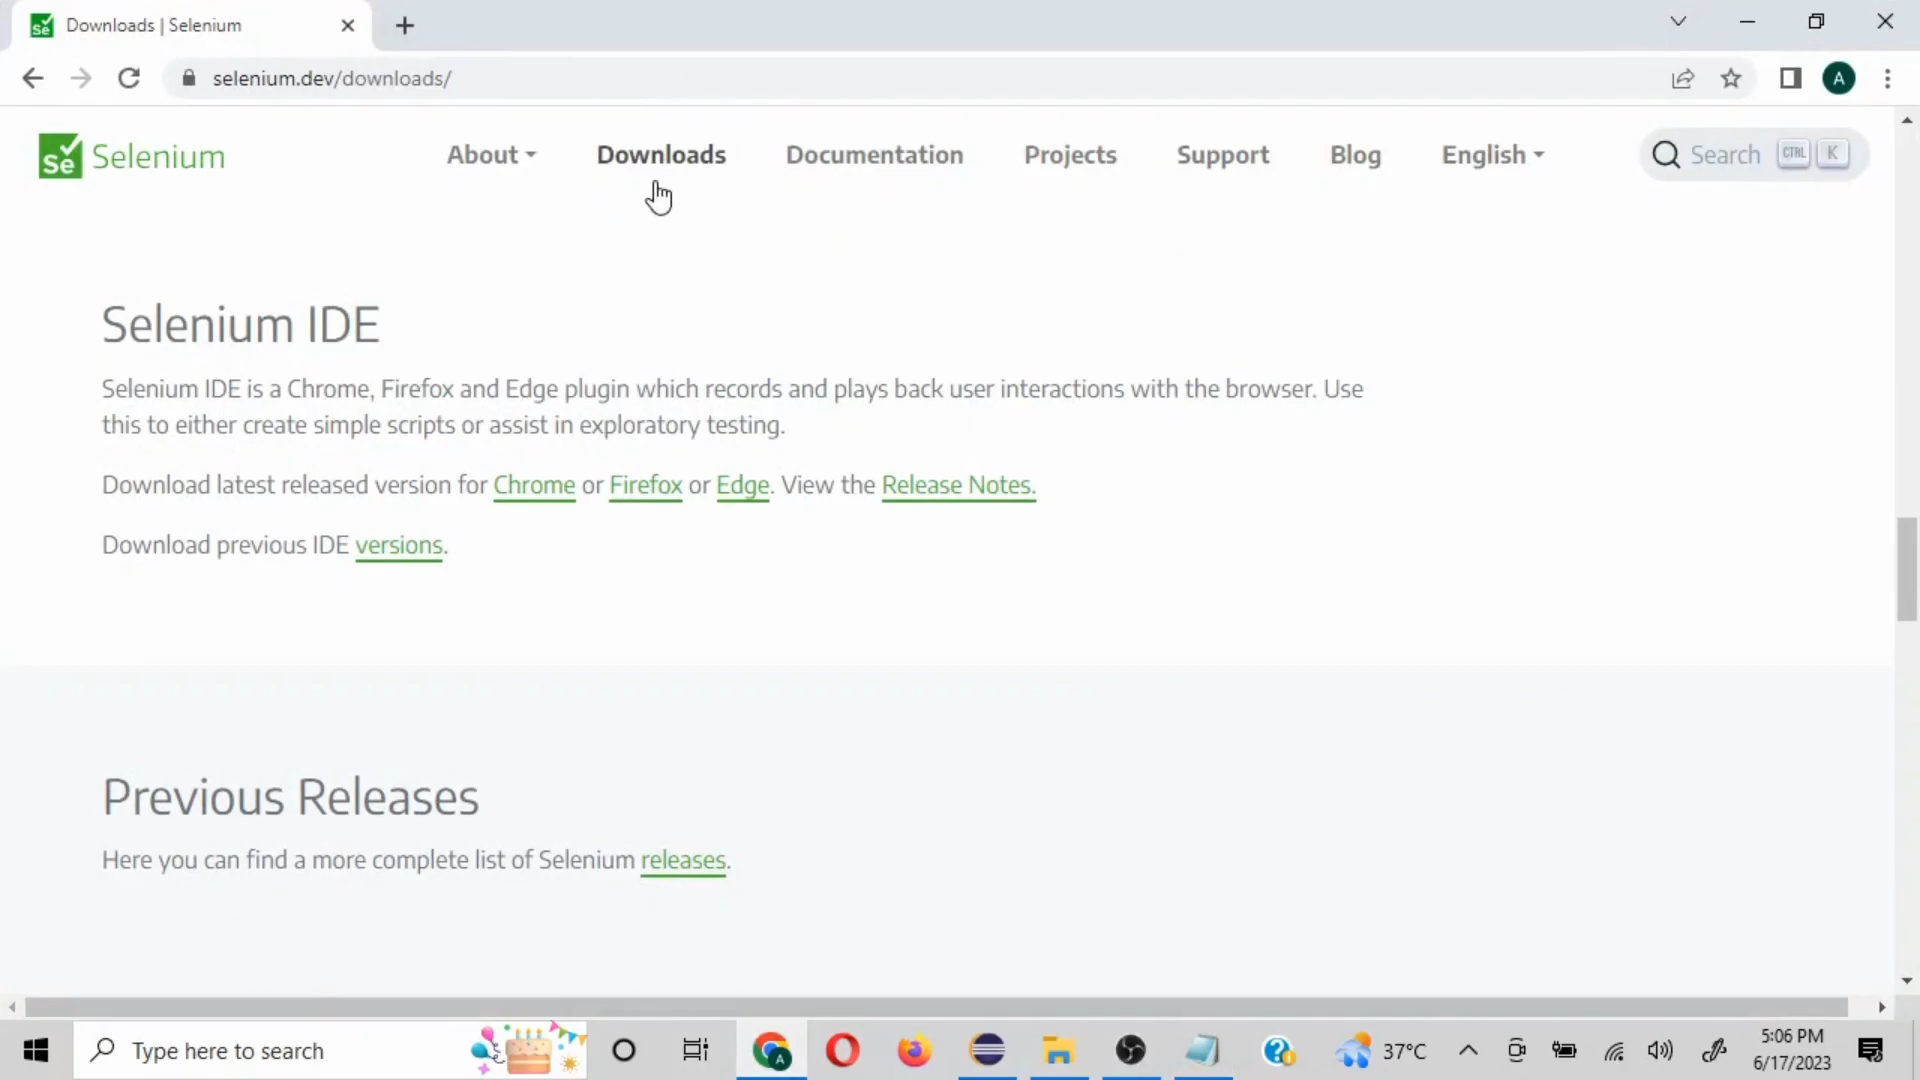 Downloads | Selenium
selenium.dev/downloads/
A
Se Selenium
About Downloads Documentation Projects Support Blog English
Search CTRL K
Selenium IDE
Selenium IDE is a Chrome, Firefox and Edge plugin which records and plays back user interactions with the browser. Use
this to either create simple scripts or assist in exploratory testing.
Download latest released version for Chrome or Firefox or Edge. View the Release Notes.
Download previous IDE versions.
Previous Releases
Here you can find a more complete list of Selenium releases.
Type here to search
A
37°C
5:06 PM
6/17/2023